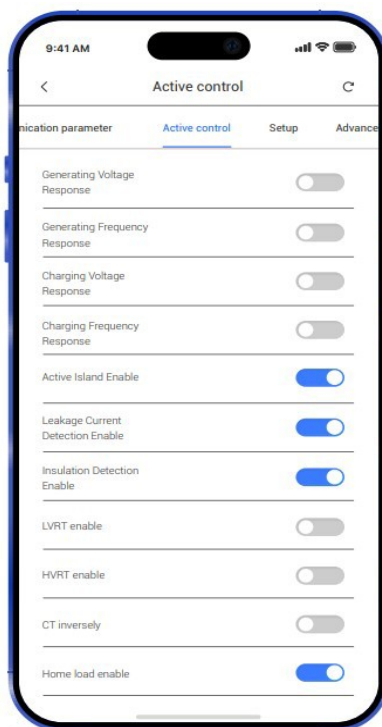 9:41 AM
Active control
nication parameter Active control Setup Advance
Generating Voltage
Response
Generating Frequency
Response
Charging Voltage
Response
Charging Frequency
Response
Active Island Enable
Leakage Current
Detection Enable
Insulation Detection
Enable
LVRT enable
HVRT enable
CT inversely
Home load enable